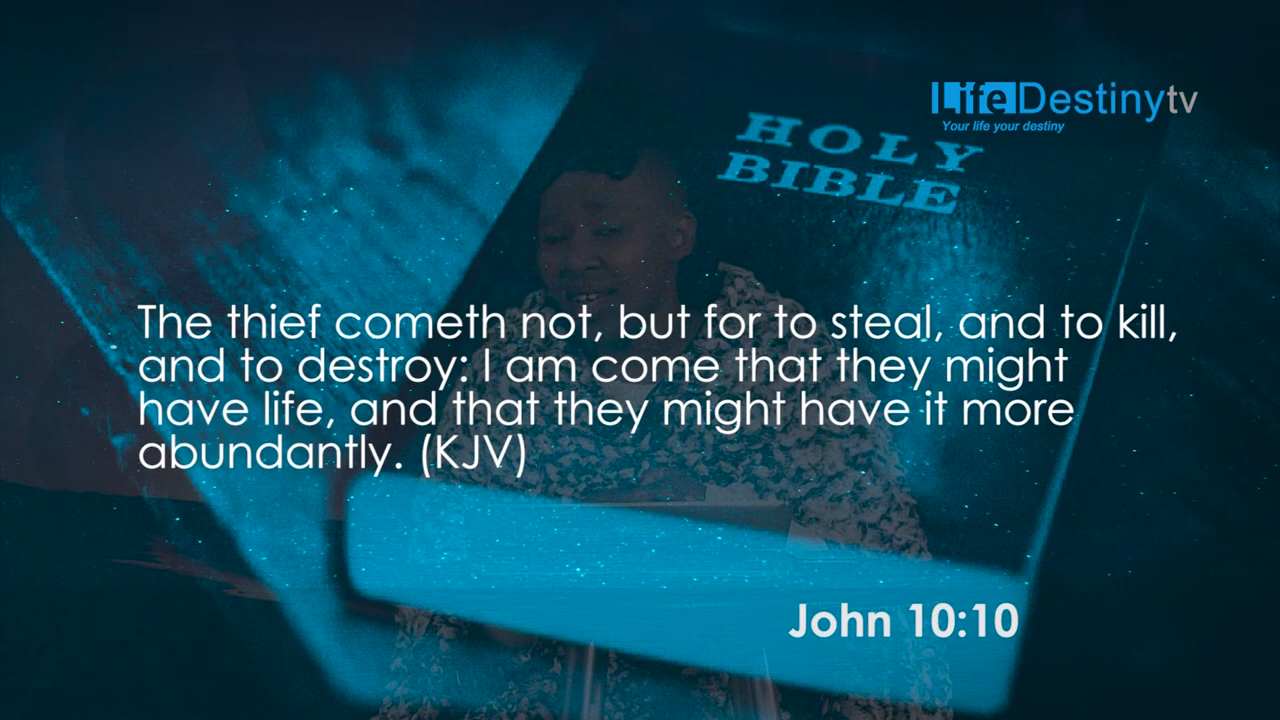 LifeDestinytv
Your life your destiny
HOLY
BIBLE
The thief cometh not, but for to steal, and to kill,
and to destroy: I am come that they might
have life, and that they might have it more
abundantly. (KJV)
John 10:10